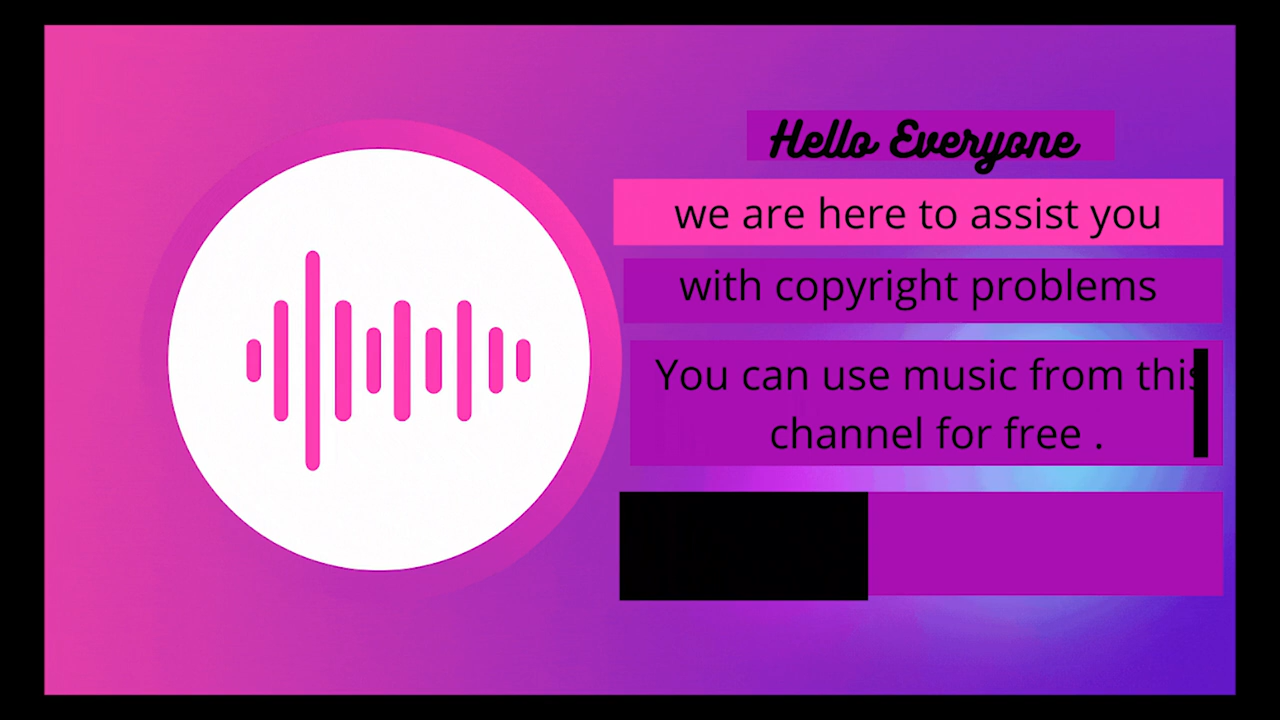 Hello Everyone
we are here to assist you
with copyright problems
You can use music from this
channel for free .